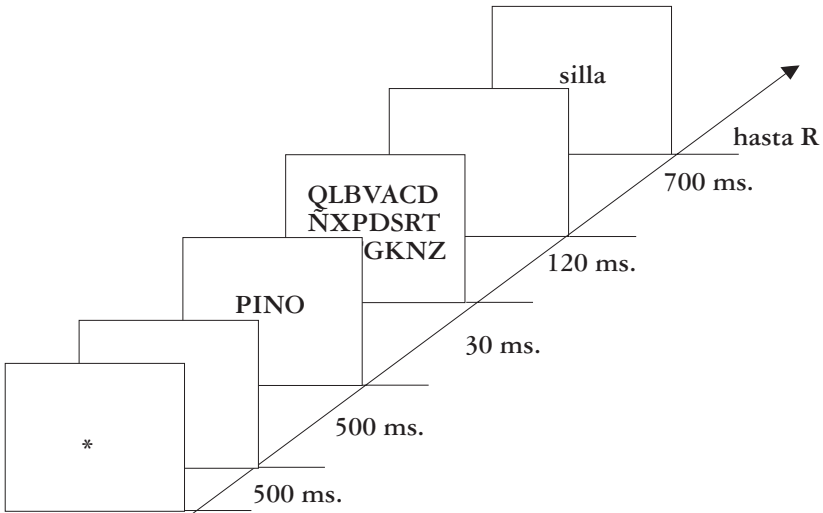 silla
hasta R
700 ms.
QLBVACD
ÑXPDSRT
GKNZ
120 ms.
PINO
30 ms.
500 ms.
*
500 ms.